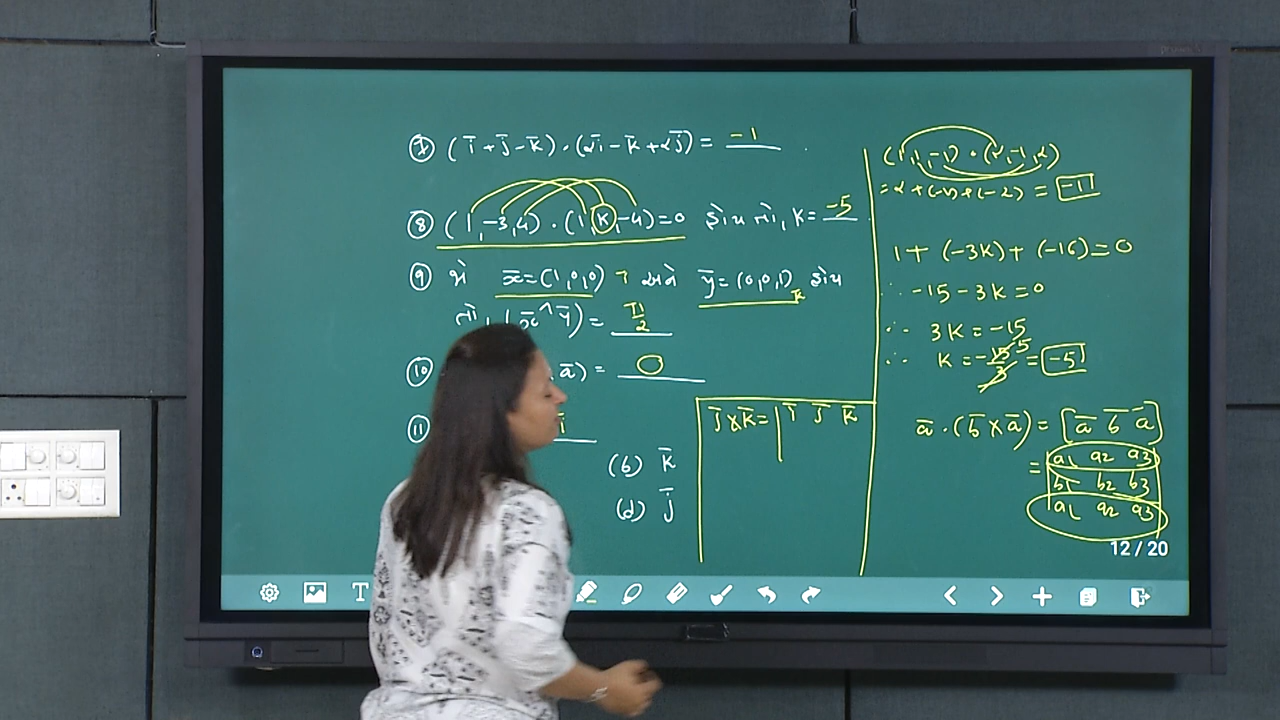 ⑦ (ī + j̄ - k̄) · (2ī - k̄ + 2j̄) = -1
⑧ (1, -3, 4) · (1, k, -4) = 0 હોય તો, k = -5
⑨ જો x̄ = (1,0,0) અને ȳ = (0,0,1) હોય
તો, (x̄ ^ ȳ) = π/2
⑩ ā) = 0
⑪ ī
(b) k̄
(d) j̄
j̄ × k̄ = | ī j̄ k̄
(1, 1, -1) · (2, -1, 2)
= 2 + (-1) + (-2) = -1
1 + (-3k) + (-16) = 0
∴ -15 - 3k = 0
∴ 3k = -15
∴ k = -15/3 5 = -5
ā · (b̄ × ā) = [ā b̄ ā]
= | a1 a2 a3
b1 b2 b3
a1 a2 a3 |
12 / 20
T